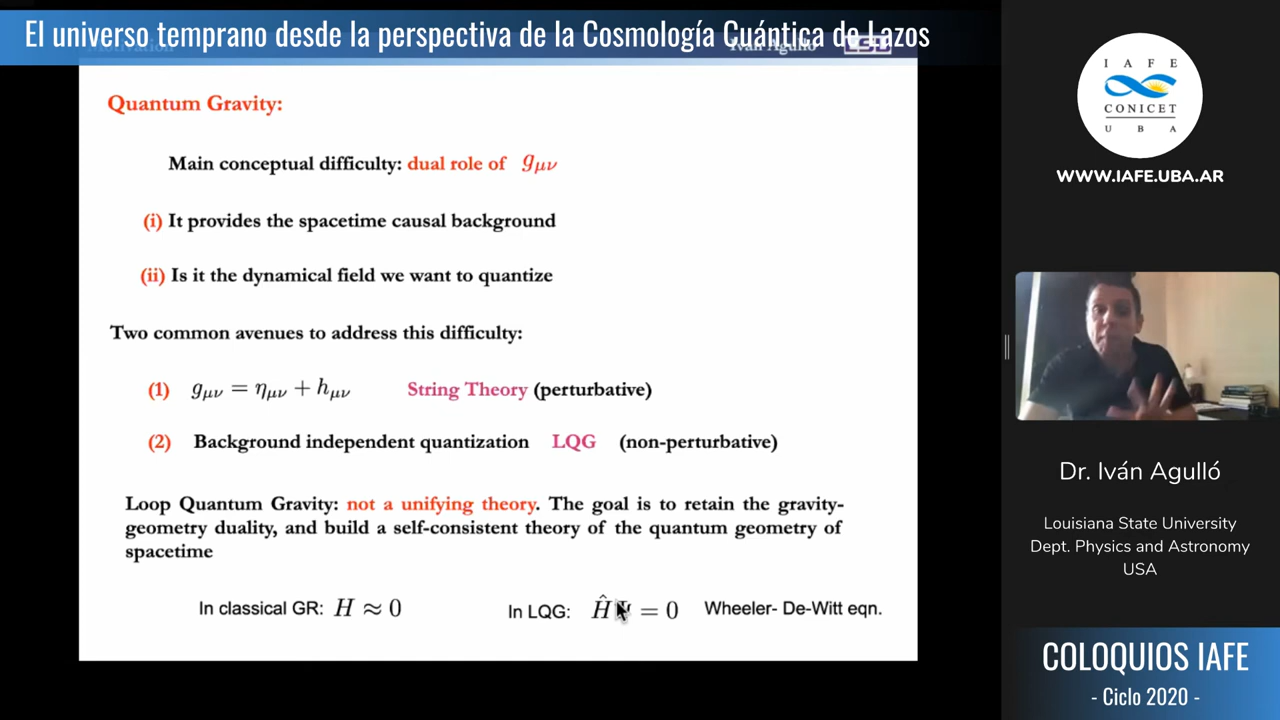 El universo temprano desde la perspectiva de la Cosmología Cuántica de Lazos
Motivation
Iván Agulló
LSU
Quantum Gravity:
Main conceptual difficulty: dual role of gμν
(i) It provides the spacetime causal background
(ii) Is it the dynamical field we want to quantize
Two common avenues to address this difficulty:
(1) gμν = ημν + hμν String Theory (perturbative)
(2) Background independent quantization LQG (non-perturbative)
Loop Quantum Gravity: not a unifying theory. The goal is to retain the gravity-
geometry duality, and build a self-consistent theory of the quantum geometry of
spacetime
In classical GR: H ≈ 0 In LQG: ĤΨ = 0 Wheeler- De-Witt eqn.
IAFE
CONICET
UBA
WWW.IAFE.UBA.AR
Dr. Iván Agulló
Louisiana State University
Dept. Physics and Astronomy
USA
COLOQUIOS IAFE
- Ciclo 2020 -